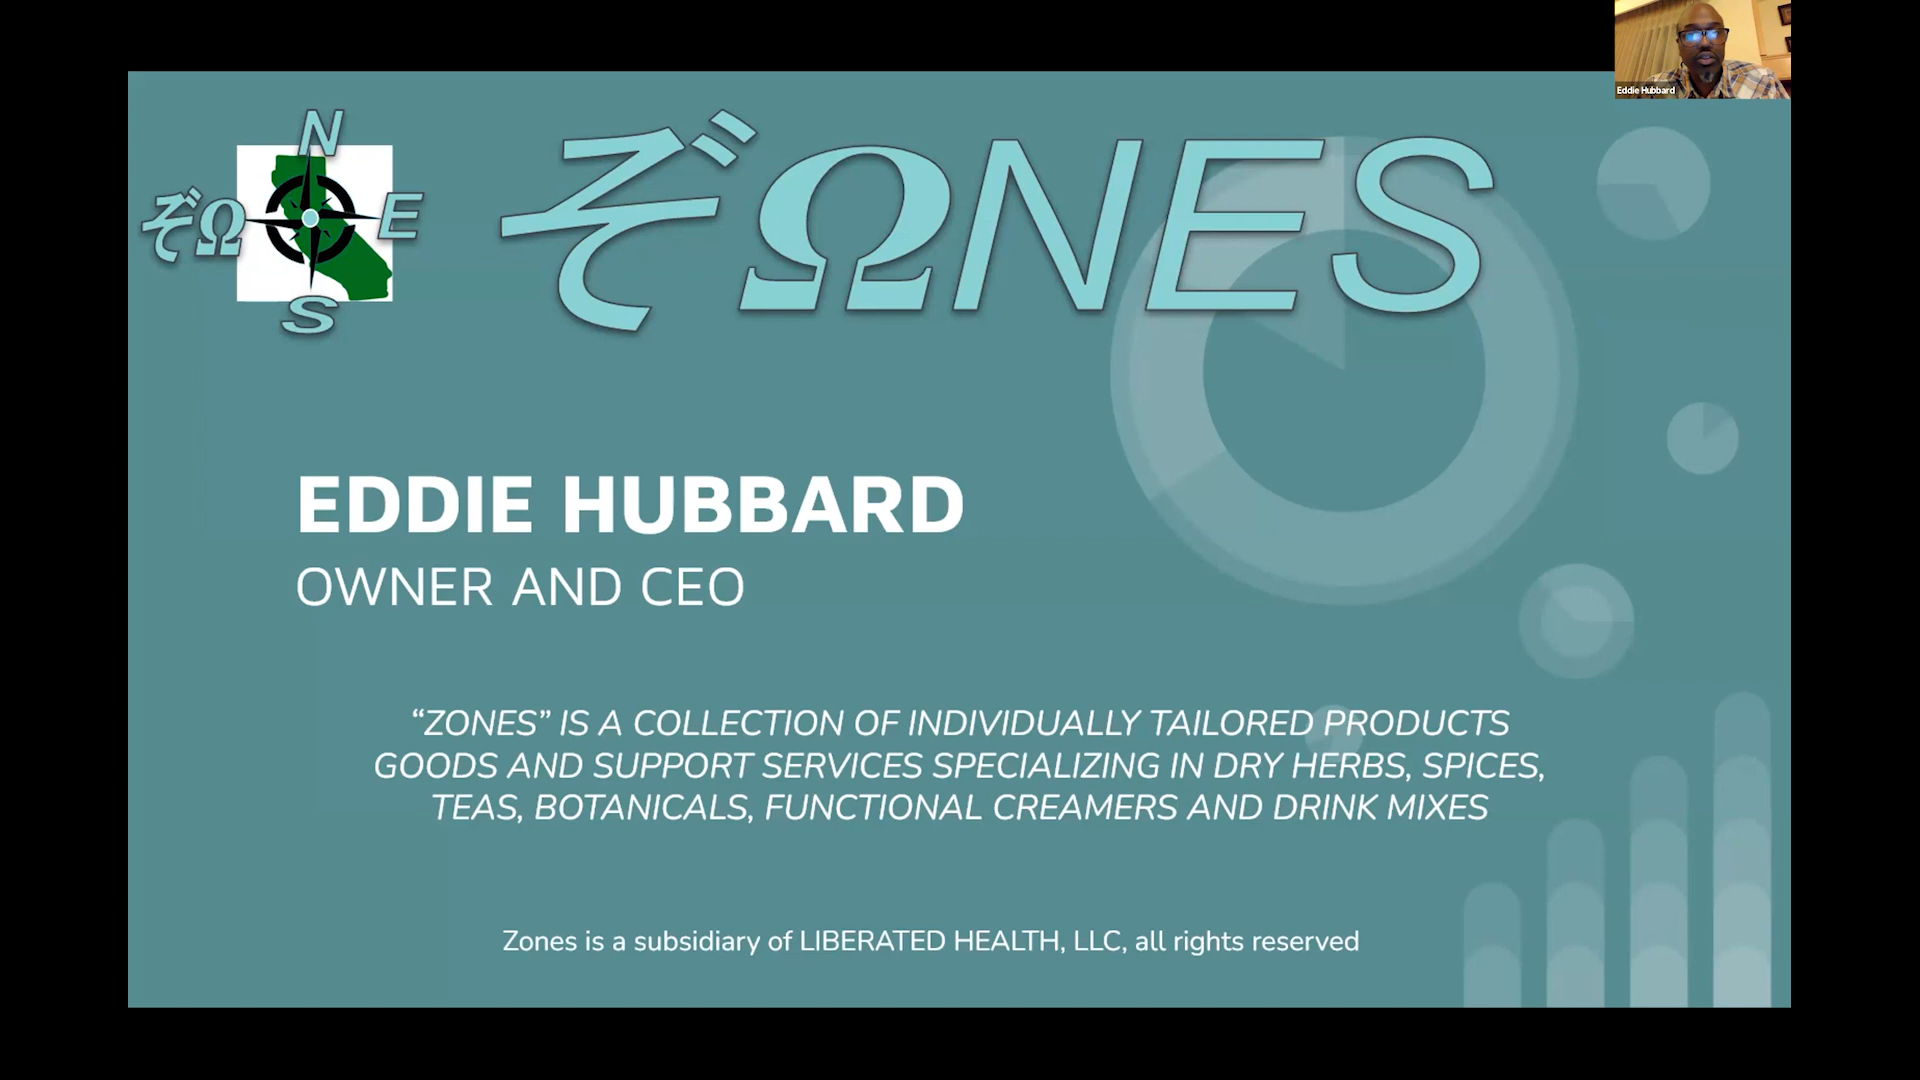 Eddie Hubbard
N
ぞΩ E
S
ぞΩNES
EDDIE HUBBARD
OWNER AND CEO
“ZONES” IS A COLLECTION OF INDIVIDUALLY TAILORED PRODUCTS
GOODS AND SUPPORT SERVICES SPECIALIZING IN DRY HERBS, SPICES,
TEAS, BOTANICALS, FUNCTIONAL CREAMERS AND DRINK MIXES
Zones is a subsidiary of LIBERATED HEALTH, LLC, all rights reserved